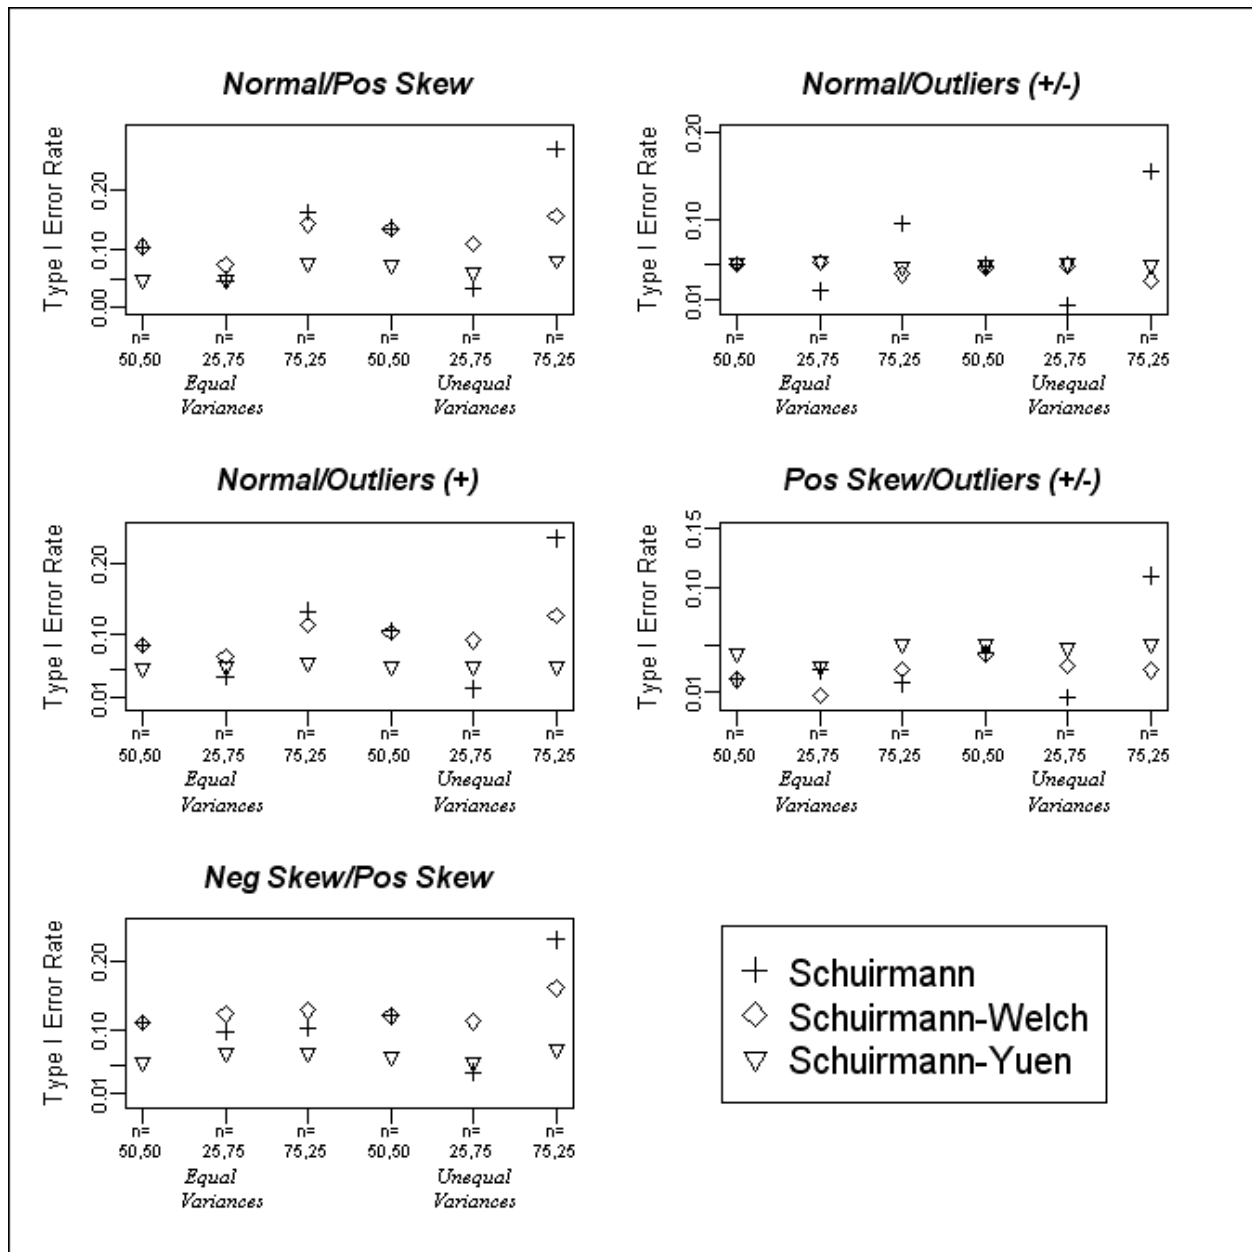 Normal/Pos Skew
Type I Error Rate
0.20
0.10
0.00
n= n= n= n= n= n=
50,50 25,75 75,25 50,50 25,75 75,25
Equal Unequal
Variances Variances
Normal/Outliers (+/-)
Type I Error Rate
0.20
0.10
0.01
n= n= n= n= n= n=
50,50 25,75 75,25 50,50 25,75 75,25
Equal Unequal
Variances Variances
Normal/Outliers (+)
Type I Error Rate
0.20
0.10
0.01
n= n= n= n= n= n=
50,50 25,75 75,25 50,50 25,75 75,25
Equal Unequal
Variances Variances
Pos Skew/Outliers (+/-)
Type I Error Rate
0.15
0.10
0.01
n= n= n= n= n= n=
50,50 25,75 75,25 50,50 25,75 75,25
Equal Unequal
Variances Variances
Neg Skew/Pos Skew
Type I Error Rate
0.20
0.10
0.01
n= n= n= n= n= n=
50,50 25,75 75,25 50,50 25,75 75,25
Equal Unequal
Variances Variances
Schuirmann
Schuirmann-Welch
Schuirmann-Yuen